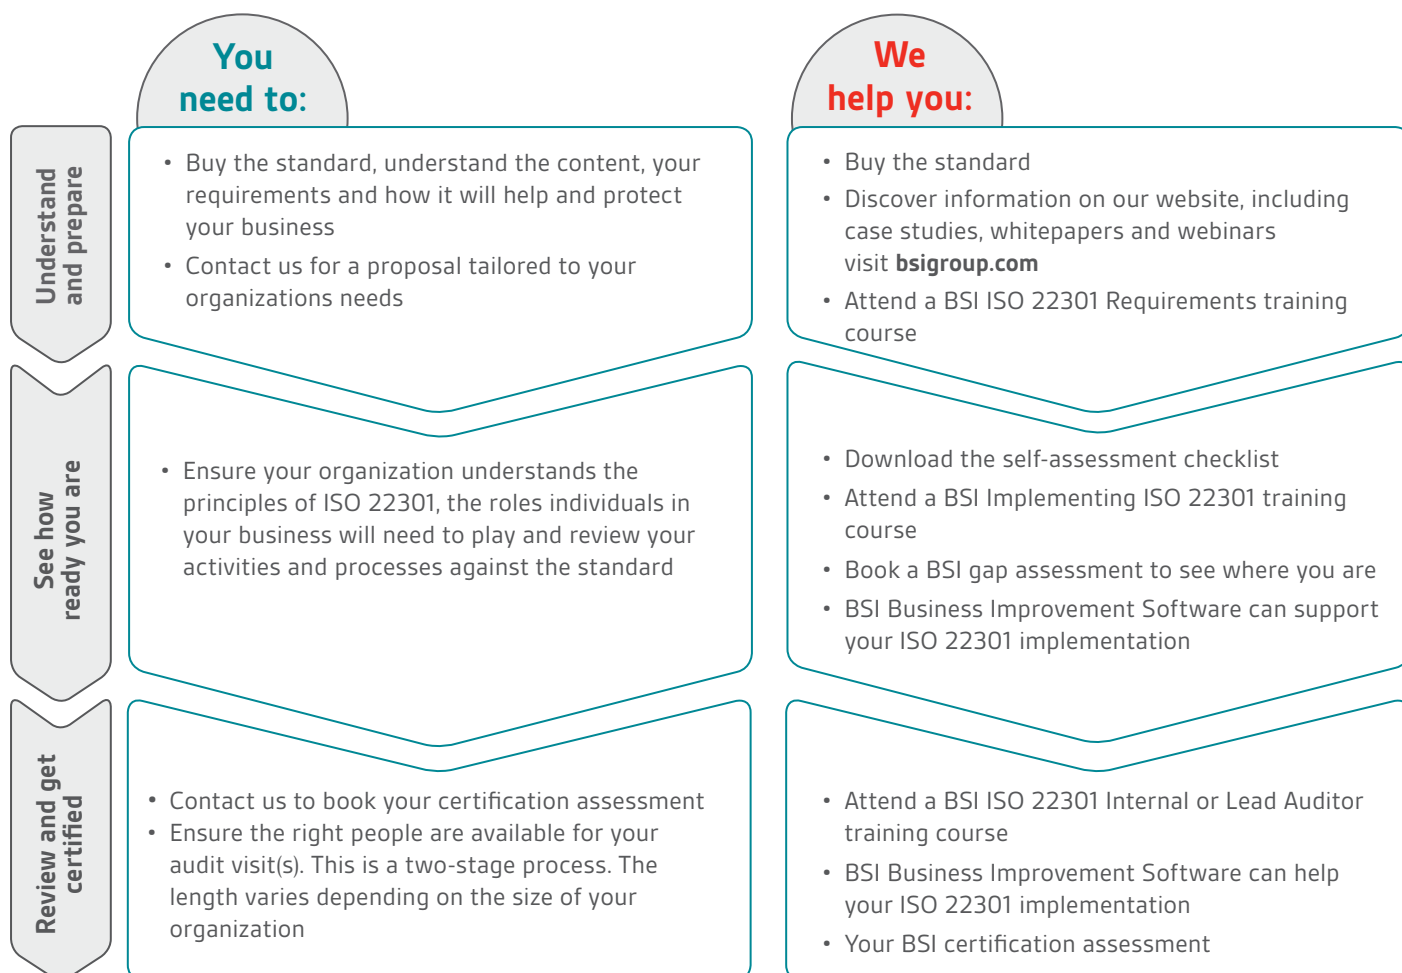 You
need to:
We
help you:
Understand
and prepare
• Buy the standard, understand the content, your
requirements and how it will help and protect
your business
• Contact us for a proposal tailored to your
organizations needs
• Buy the standard
• Discover information on our website, including
case studies, whitepapers and webinars
visit bsigroup.com
• Attend a BSI ISO 22301 Requirements training
course
See how
ready you are
• Ensure your organization understands the
principles of ISO 22301, the roles individuals in
your business will need to play and review your
activities and processes against the standard
• Download the self-assessment checklist
• Attend a BSI Implementing ISO 22301 training
course
• Book a BSI gap assessment to see where you are
• BSI Business Improvement Software can support
your ISO 22301 implementation
Review and get
certified
• Contact us to book your certification assessment
• Ensure the right people are available for your
audit visit(s). This is a two-stage process. The
length varies depending on the size of your
organization
• Attend a BSI ISO 22301 Internal or Lead Auditor
training course
• BSI Business Improvement Software can help
your ISO 22301 implementation
• Your BSI certification assessment